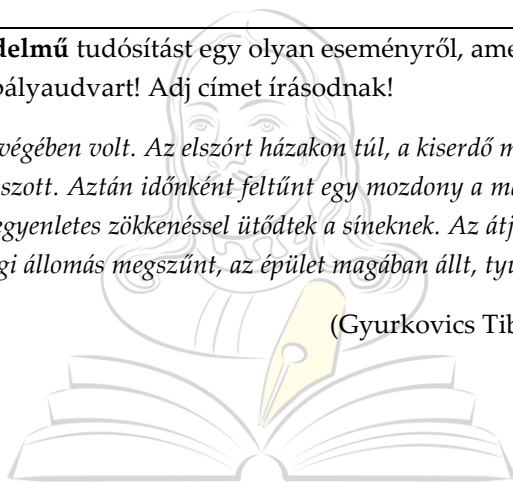 delmű tudósítást egy olyan eseményről, ame
pályaudvart! Adj címet írásodnak!
végében volt. Az elszórt házakon túl, a kiserdő m
szott. Aztán időnként feltűnt egy mozdony a ma
egyenletes zökkenéssel ütődtek a síneknek. Az átj
gi állomás megszűnt, az épület magában állt, tyú
(Gyurkovics Tib